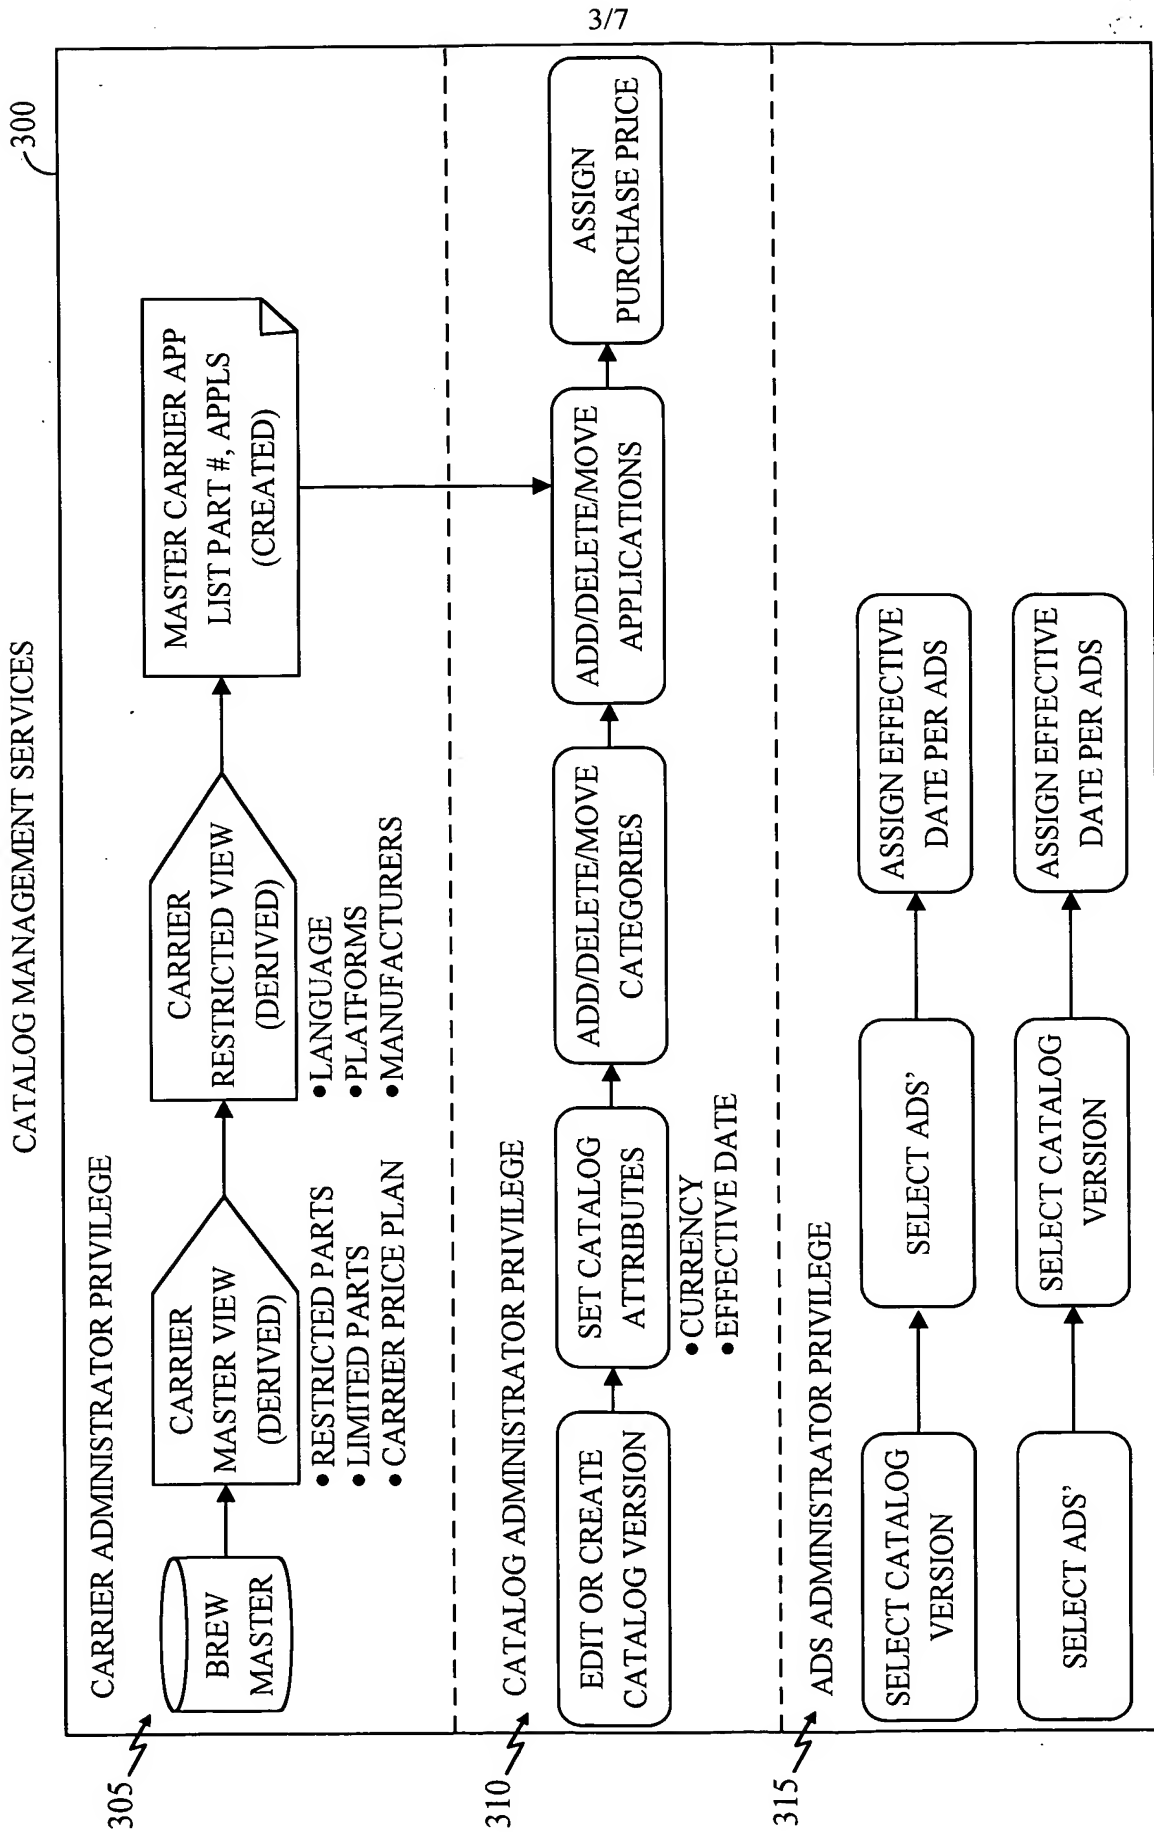 3/7
CATALOG MANAGEMENT SERVICES
300
305
CARRIER ADMINISTRATOR PRIVILEGE
BREW
MASTER
CARRIER
MASTER VIEW
(DERIVED)
•RESTRICTED PARTS
•LIMITED PARTS
•CARRIER PRICE PLAN
CARRIER
RESTRICTED VIEW
(DERIVED)
•LANGUAGE
•PLATFORMS
•MANUFACTURERS
MASTER CARRIER APP
LIST PART #, APPLS
(CREATED)
310
CATALOG ADMINISTRATOR PRIVILEGE
EDIT OR CREATE
CATALOG VERSION
SET CATALOG
ATTRIBUTES
•CURRENCY
•EFFECTIVE DATE
ADD/DELETE/MOVE
CATEGORIES
ADD/DELETE/MOVE
APPLICATIONS
ASSIGN
PURCHASE PRICE
315
ADS ADMINISTRATOR PRIVILEGE
SELECT CATALOG
VERSION
SELECT ADS'
ASSIGN EFFECTIVE
DATE PER ADS
SELECT ADS'
SELECT CATALOG
VERSION
ASSIGN EFFECTIVE
DATE PER ADS